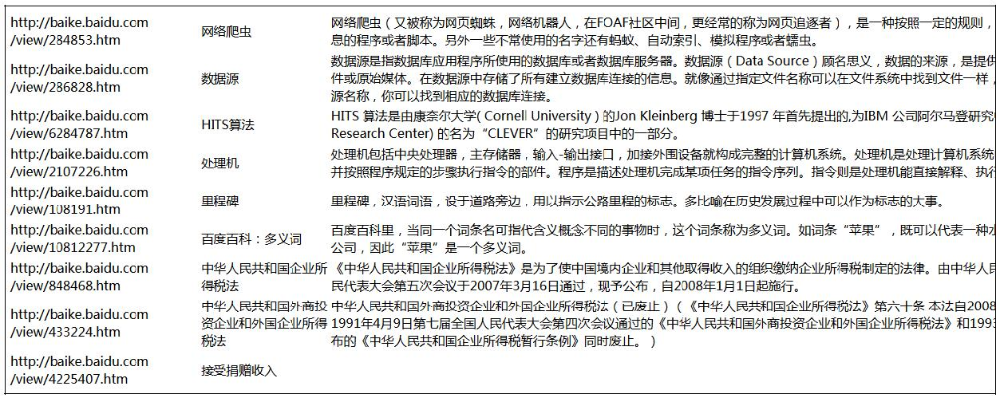 http://baike.baidu.com
/view/284853.htm
网络爬虫
网络爬虫（又被称为网页蜘蛛，网络机器人，在FOAF社区中间，更经常的称为网页追逐者），是一种按照一定的规则，
息的程序或者脚本。另外一些不常使用的名字还有蚂蚁、自动索引、模拟程序或者蠕虫。
http://baike.baidu.com
/view/286828.htm
数据源
数据源是指数据库应用程序所使用的数据库或者数据库服务器。数据源（Data Source）顾名思义，数据的来源，是提供
件或原始媒体。在数据源中存储了所有建立数据库连接的信息。就像通过指定文件名称可以在文件系统中找到文件一样，
源名称，你可以找到相应的数据库连接。
http://baike.baidu.com
/view/6284787.htm
HITS算法
HITS 算法是由康奈尔大学( Cornell University ) 的Jon Kleinberg 博士于1997 年首先提出的,为IBM 公司阿尔马登研究
Research Center) 的名为“CLEVER”的研究项目中的一部分。
http://baike.baidu.com
/view/2107226.htm
处理机
处理机包括中央处理器，主存储器，输入-输出接口，加接外围设备就构成完整的计算机系统。处理机是处理计算机系统
并按照程序规定的步骤执行指令的部件。程序是描述处理机完成某项任务的指令序列。指令则是处理机能直接解释、执行
http://baike.baidu.com
/view/108191.htm
里程碑
里程碑，汉语词语，设于道路旁边，用以指示公路里程的标志。多比喻在历史发展过程中可以作为标志的大事。
http://baike.baidu.com
/view/10812277.htm
百度百科：多义词
百度百科里，当同一个词条名可指代含义概念不同的事物时，这个词条称为多义词。如词条“苹果”，既可以代表一种水
公司，因此“苹果”是一个多义词。
http://baike.baidu.com
/view/848468.htm
中华人民共和国企业所
得税法
《中华人民共和国企业所得税法》是为了使中国境内企业和其他取得收入的组织缴纳企业所得税制定的法律。由中华人民
民代表大会第五次会议于2007年3月16日通过，现予公布，自2008年1月1日起施行。
http://baike.baidu.com
/view/433224.htm
中华人民共和国外商投
资企业和外国企业所得
税法
中华人民共和国外商投资企业和外国企业所得税法（已废止）（《中华人民共和国企业所得税法》第六十条 本法自2008
1991年4月9日第七届全国人民代表大会第四次会议通过的《中华人民共和国外商投资企业和外国企业所得税法》和1993
布的《中华人民共和国企业所得税暂行条例》同时废止。）
http://baike.baidu.com
/view/4225407.htm
接受捐赠收入